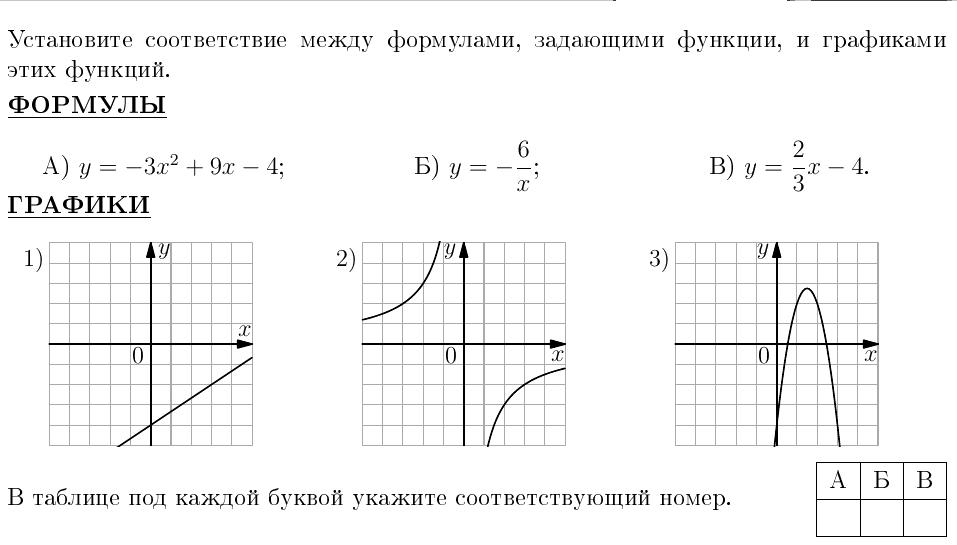 Установите соответствие между формулами, задающими функции, и графиками
этих функций.
ФОРМУЛЫ
А) y = −3x² + 9x − 4; Б) y = −6/x; В) y = 2/3 x − 4.
ГРАФИКИ
1) y x 0 2) y 0 x 3) y 0 x
В таблице под каждой буквой укажите соответствующий номер.
А Б В